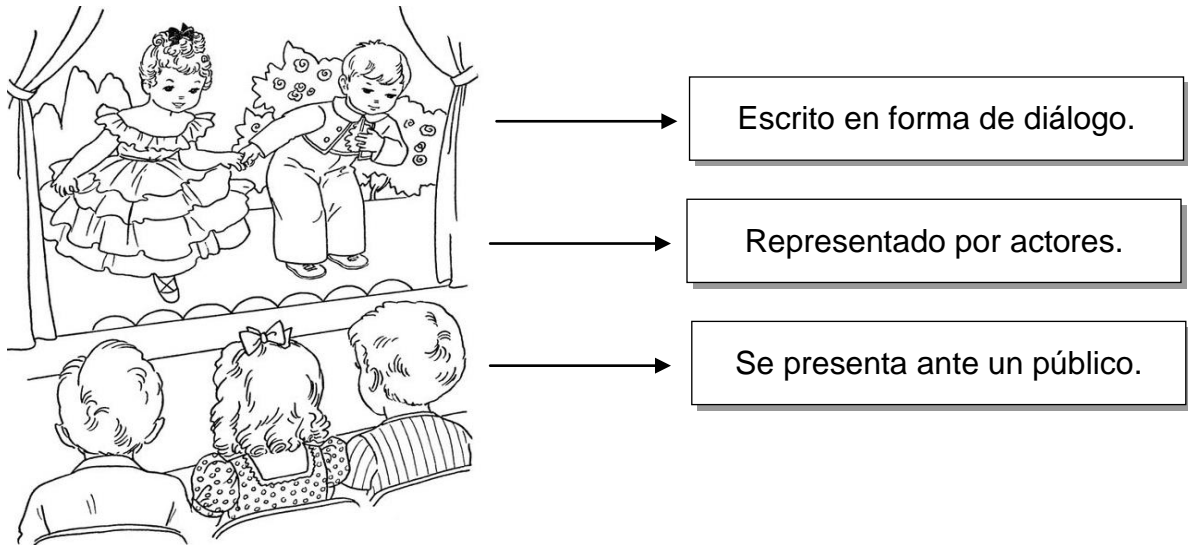 Escrito en forma de diálogo.
Representado por actores.
Se presenta ante un público.